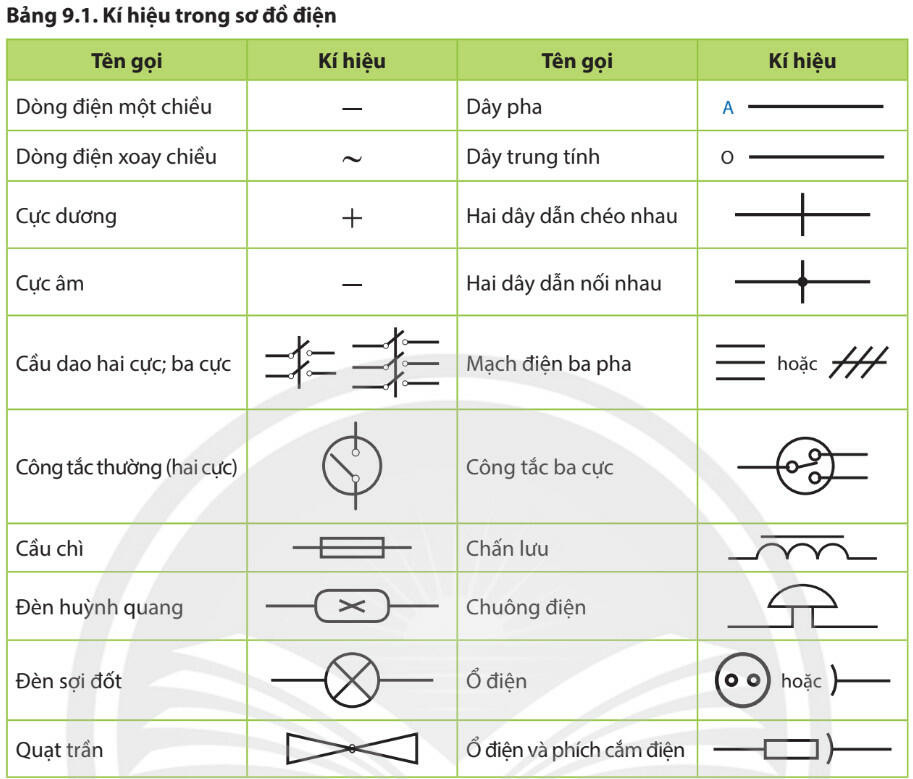 Bảng 9.1. Kí hiệu trong sơ đồ điện
Tên gọi Kí hiệu Tên gọi Kí hiệu
Dòng điện một chiều — Dây pha A
Dòng điện xoay chiều ~ Dây trung tính O
Cực dương + Hai dây dẫn chéo nhau
Cực âm — Hai dây dẫn nối nhau
Cầu dao hai cực; ba cực Mạch điện ba pha hoặc
Công tắc thường (hai cực) Công tắc ba cực
Cầu chì Chấn lưu
Đèn huỳnh quang Chuông điện
Đèn sợi đốt Ổ điện hoặc
Quạt trần Ổ điện và phích cắm điện